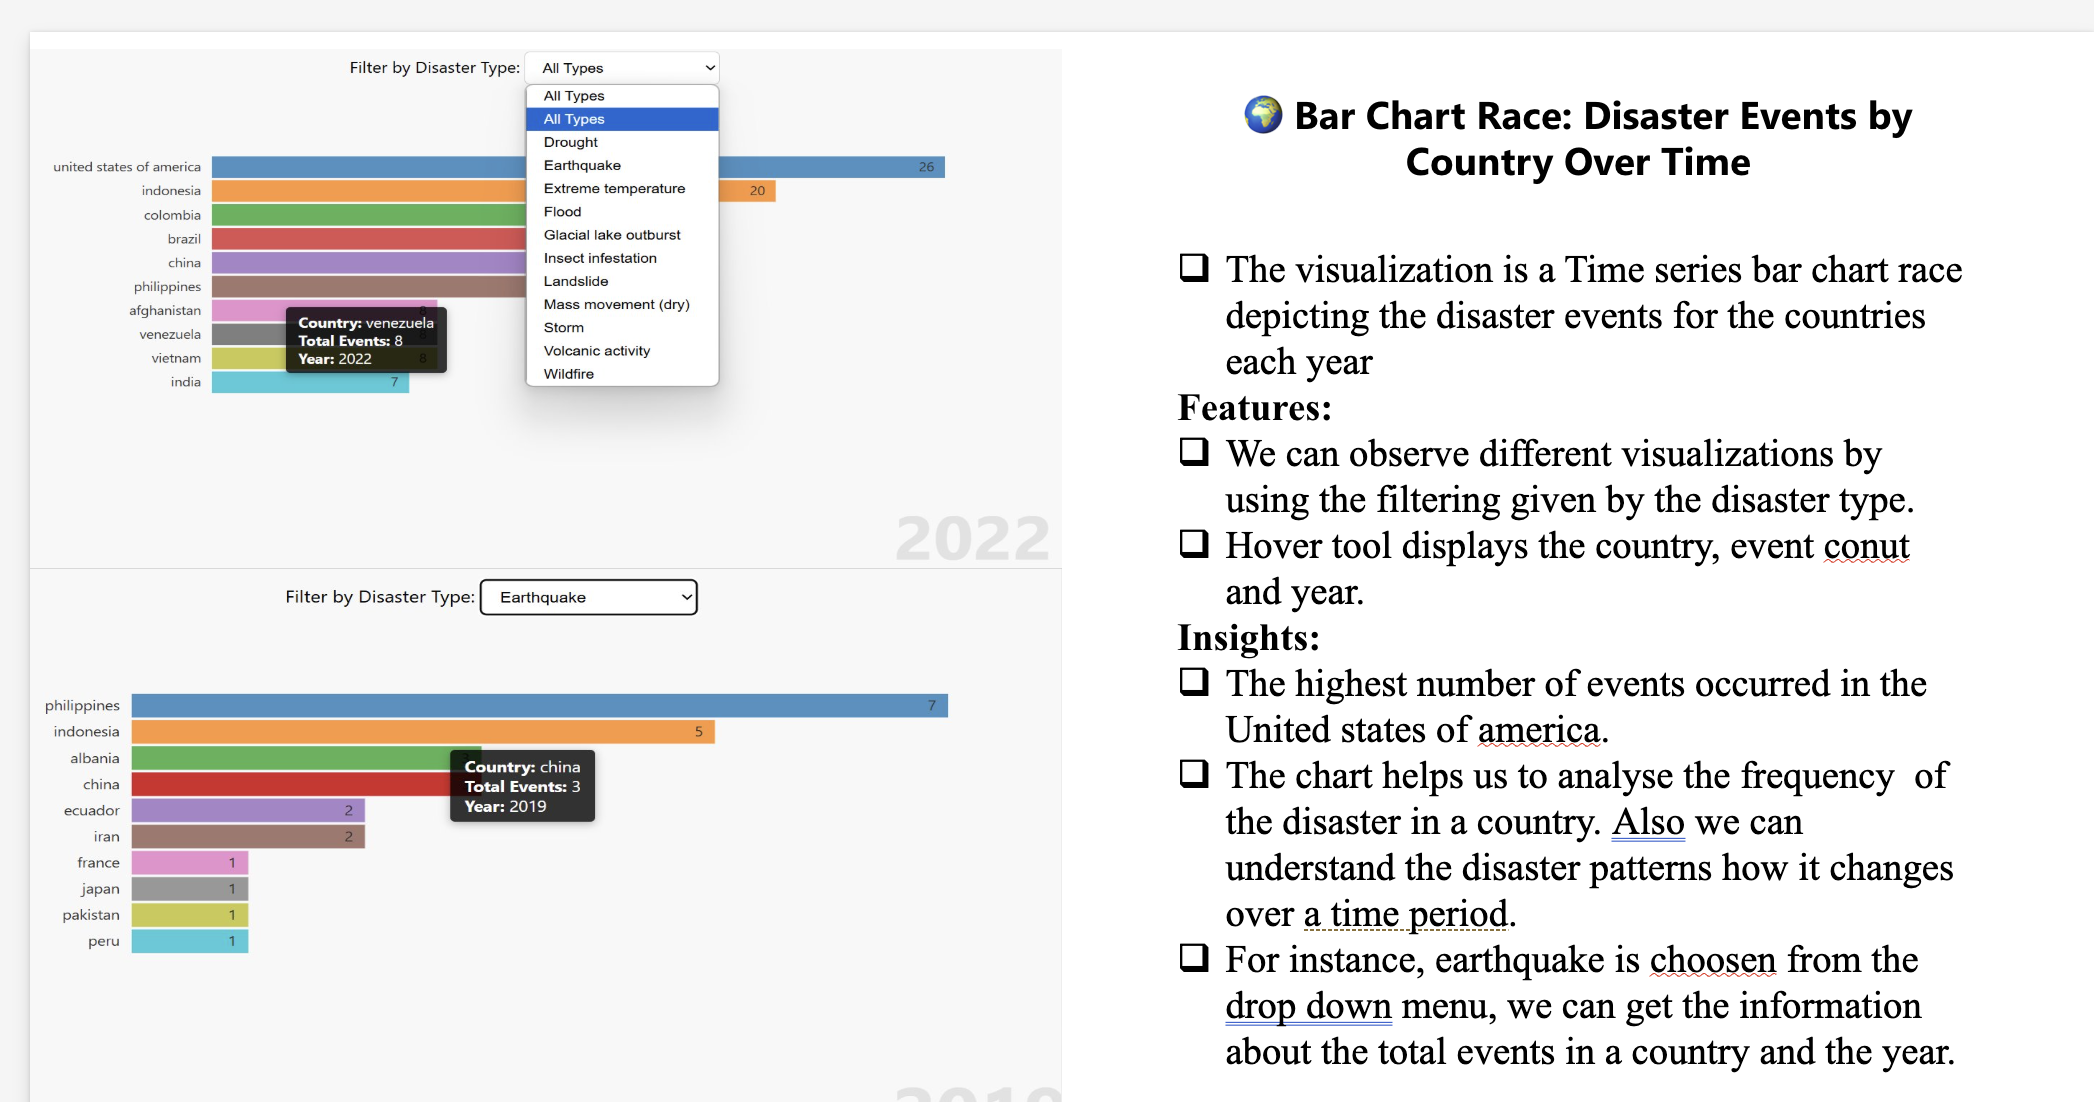 Filter by Disaster Type: All Types
All Types
All Types
Drought
Earthquake
Extreme temperature
Flood
Glacial lake outburst
Insect infestation
Landslide
Mass movement (dry)
Storm
Volcanic activity
Wildfire
united states of america 26
indonesia 20
colombia
brazil
china
philippines
afghanistan 8
venezuela
vietnam 8
india 7
Country: venezuela
Total Events: 8
Year: 2022
2022
Filter by Disaster Type: Earthquake
philippines 7
indonesia 5
albania
china
ecuador 2
iran 2
france 1
japan 1
pakistan 1
peru 1
Country: china
Total Events: 3
Year: 2019
2019
🌍 Bar Chart Race: Disaster Events by
Country Over Time
❑ The visualization is a Time series bar chart race
depicting the disaster events for the countries
each year
Features:
❑ We can observe different visualizations by
using the filtering given by the disaster type.
❑ Hover tool displays the country, event conut
and year.
Insights:
❑ The highest number of events occurred in the
United states of america.
❑ The chart helps us to analyse the frequency  of
the disaster in a country. Also we can
understand the disaster patterns how it changes
over a time period.
❑ For instance, earthquake is choosen from the
drop down menu, we can get the information
about the total events in a country and the year.